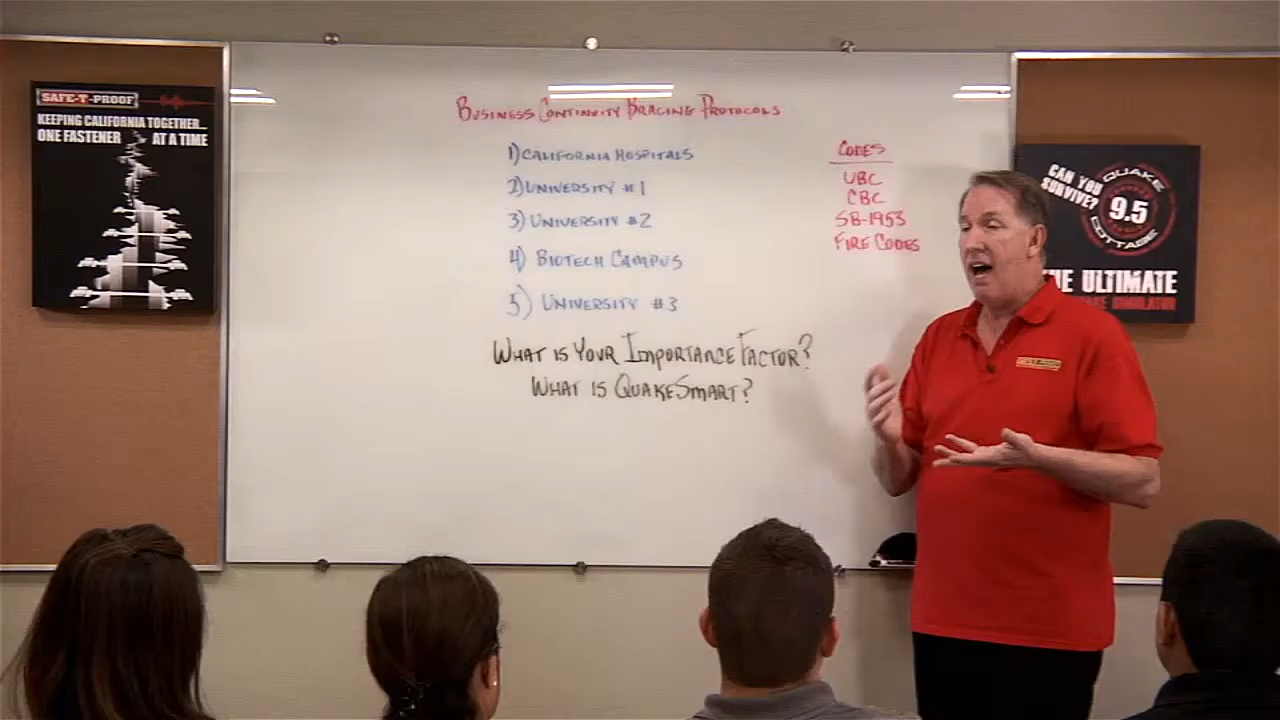 SAFE-T-PROOF
KEEPING CALIFORNIA TOGETHER...
ONE FASTENER AT A TIME
BUSINESS CONTINUITY BRACING PROTOCOLS
1) CALIFORNIA HOSPITALS
2) UNIVERSITY #1
3) UNIVERSITY #2
4) BIOTECH CAMPUS
5) UNIVERSITY #3
WHAT IS YOUR IMPORTANCE FACTOR?
WHAT IS QUAKESMART?
CODES
UBC
CBC
SB-1953
FIRE CODES
CAN YOU
SURVIVE?
QUAKE
9.5
COTTAGE
THE ULTIMATE
SIMULATOR